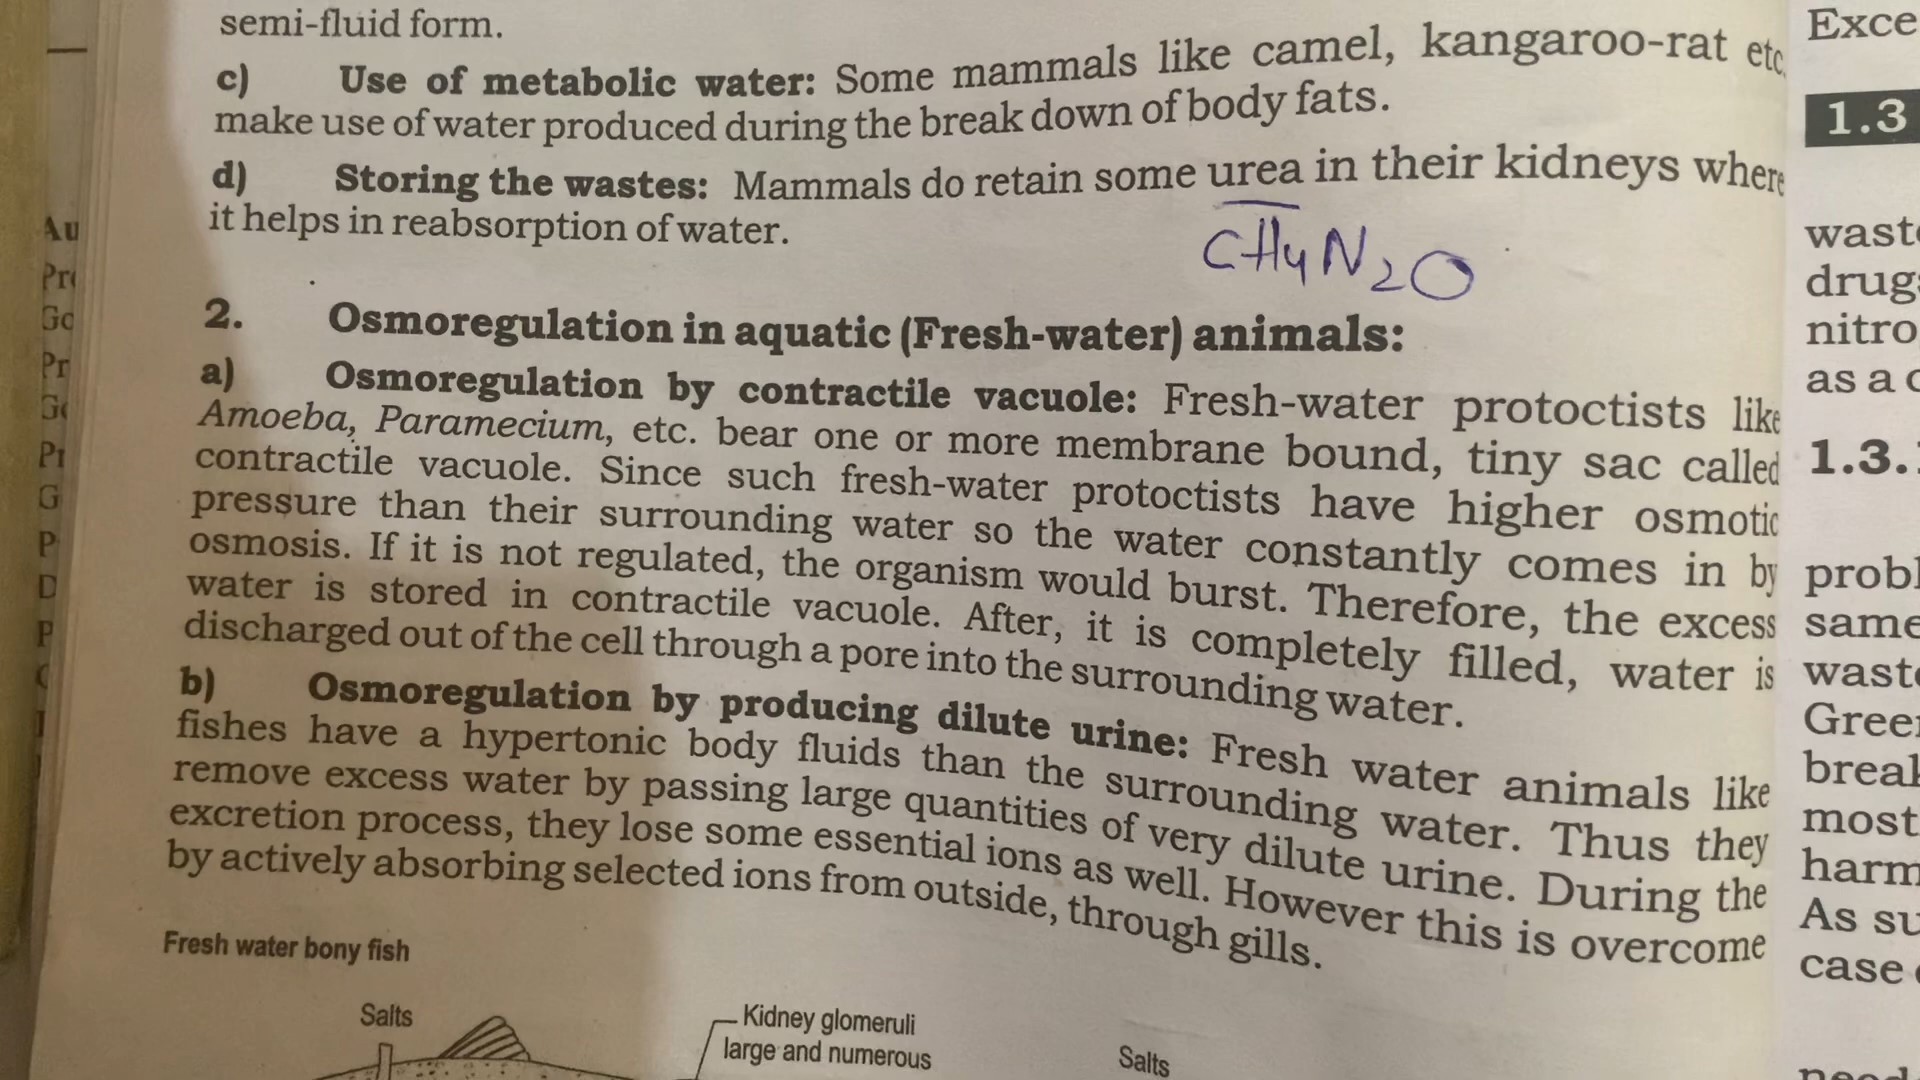 semi-fluid form.
c) Use of metabolic water: Some mammals like camel, kangaroo-rat etc.
make use of water produced during the break down of body fats.
d) Storing the wastes: Mammals do retain some urea in their kidneys where
it helps in reabsorption of water.
CH4N2O
2. Osmoregulation in aquatic (Fresh-water) animals:
a) Osmoregulation by contractile vacuole: Fresh-water protoctists like
Amoeba, Paramecium, etc. bear one or more membrane bound, tiny sac called
contractile vacuole. Since such fresh-water protoctists have higher osmotic
pressure than their surrounding water so the water constantly comes in by
osmosis. If it is not regulated, the organism would burst. Therefore, the excess
water is stored in contractile vacuole. After, it is completely filled, water is
discharged out of the cell through a pore into the surrounding water.
b) Osmoregulation by producing dilute urine: Fresh water animals like
fishes have a hypertonic body fluids than the surrounding water. Thus they
remove excess water by passing large quantities of very dilute urine. During the
excretion process, they lose some essential ions as well. However this is overcome
by actively absorbing selected ions from outside, through gills.
Fresh water bony fish
Salts
Kidney glomeruli
large and numerous
Salts
Exce
1.3
wast
drug
nitro
as a
1.3.
probl
same
wast
Gree
break
most
harm
As su
case
Au
Pr
Go
Pr
G
P
G
P
D
P